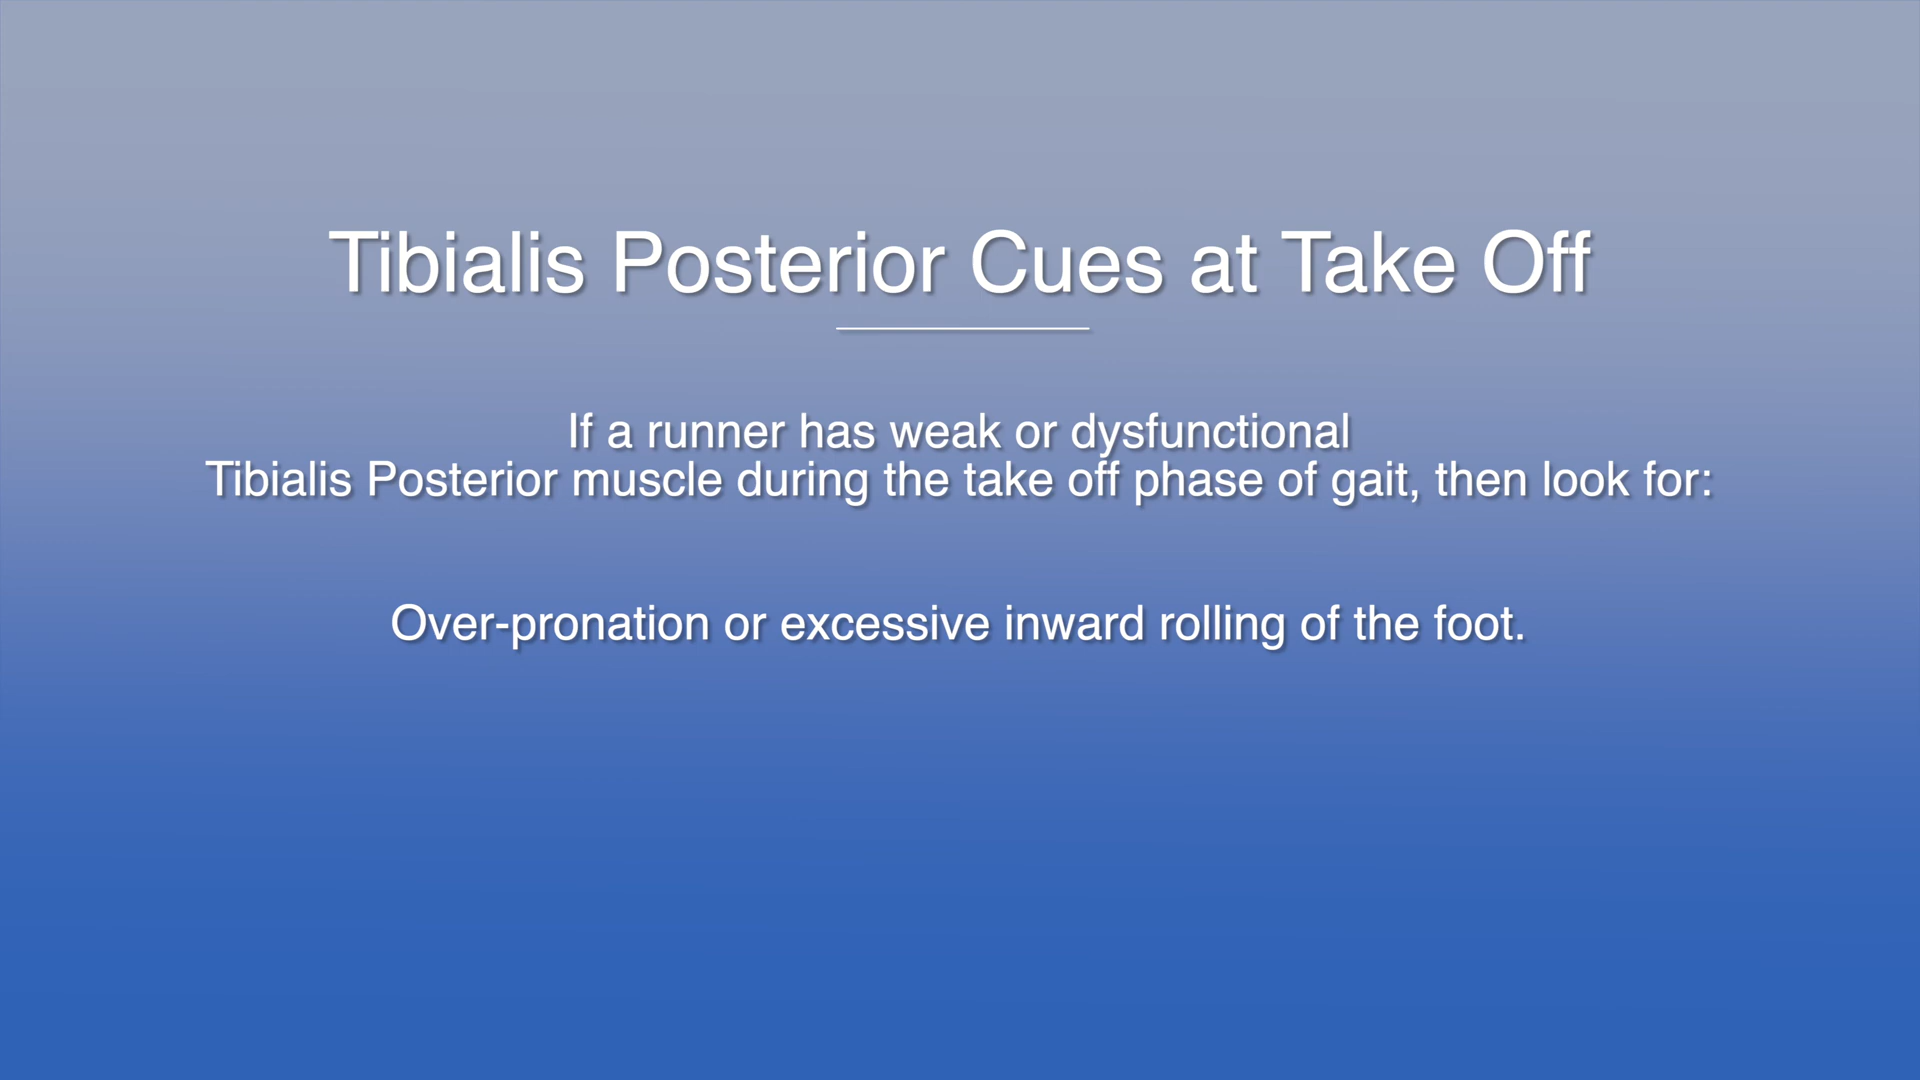 Tibialis Posterior Cues at Take Off
If a runner has weak or dysfunctional
Tibialis Posterior muscle during the take off phase of gait, then look for:
Over-pronation or excessive inward rolling of the foot.